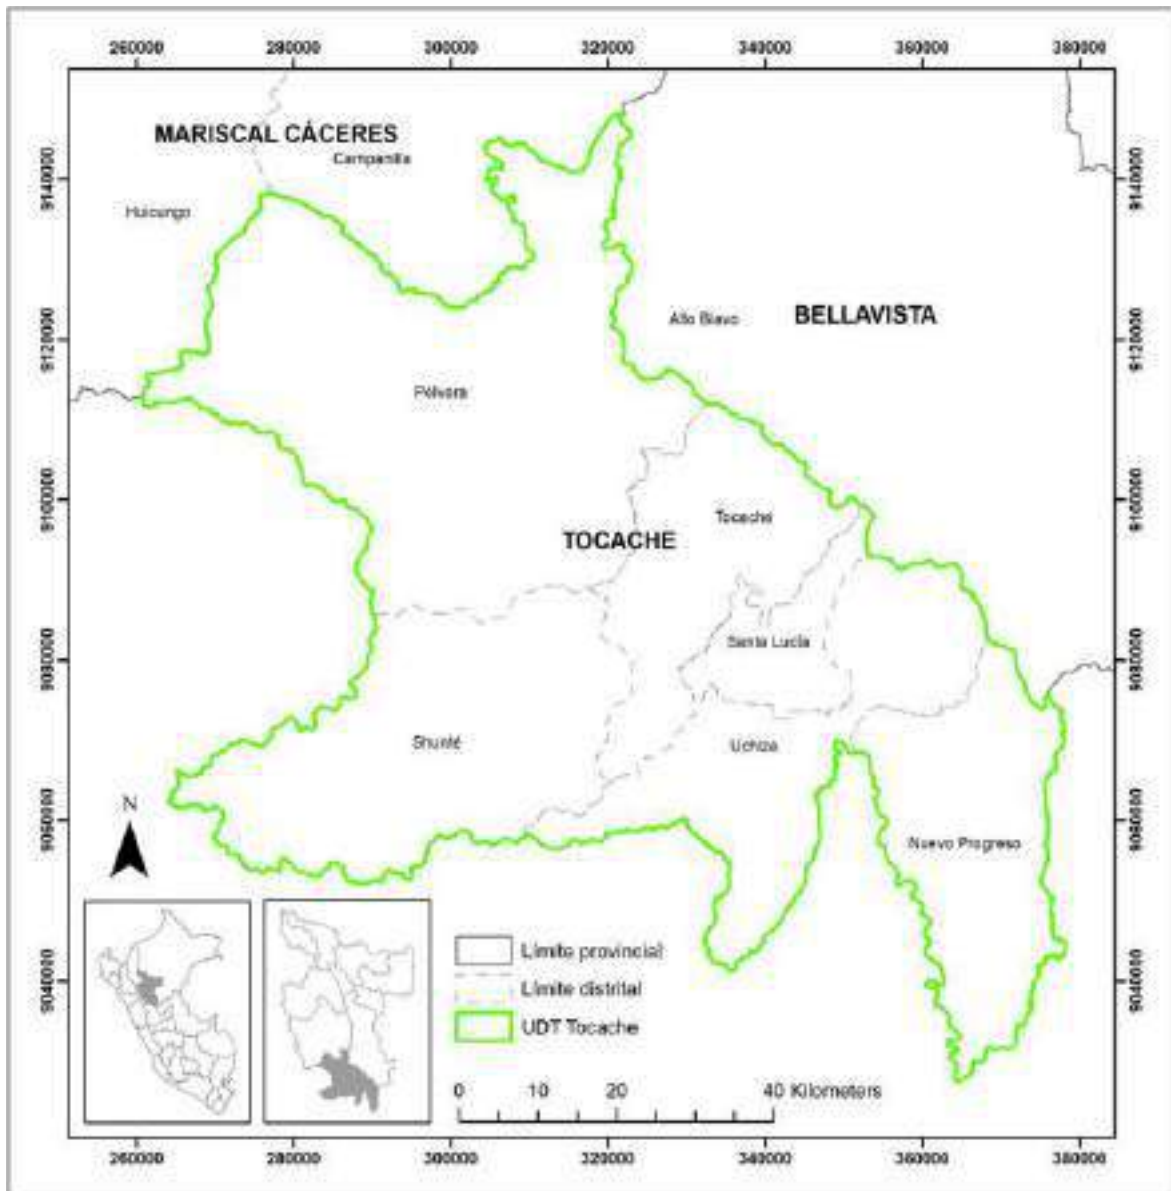 260000 280000 300000 320000 340000 360000 380000
MARISCAL CÁCERES
Campanilla
9140000 9140000
Huicungo
Alto Biavo
BELLAVISTA
9120000 9120000
Pólvora
9100000 9100000
Tocache
TOCACHE
Santa Lucía
9080000 9080000
Shunté
Uchiza
N
9060000 9060000
Nuevo Progreso
Límite provincial
Límite distrital
9040000 9040000
UDT Tocache
0 10 20 40 Kilometers
260000 280000 300000 320000 340000 360000 380000